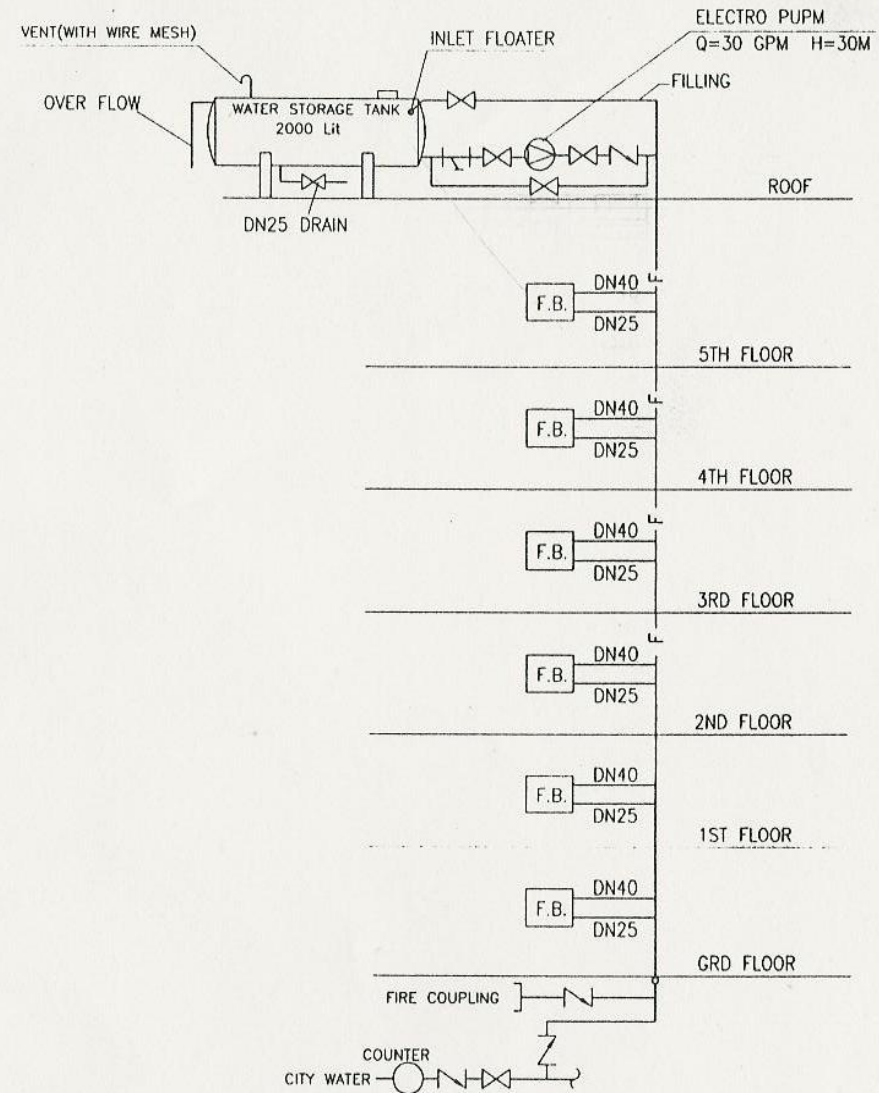 ELECTRO PUPM
Q=30 GPM H=30M
VENT(WITH WIRE MESH)
INLET FLOATER
FILLING
OVER FLOW
WATER STORAGE TANK
2000 Lit
ROOF
DN25 DRAIN
DN40
F.B.
DN25
5TH FLOOR
DN40
F.B.
DN25
4TH FLOOR
DN40
F.B.
DN25
3RD FLOOR
DN40
F.B.
DN25
2ND FLOOR
DN40
F.B.
DN25
1ST FLOOR
DN40
F.B.
DN25
GRD FLOOR
FIRE COUPLING
COUNTER
CITY WATER